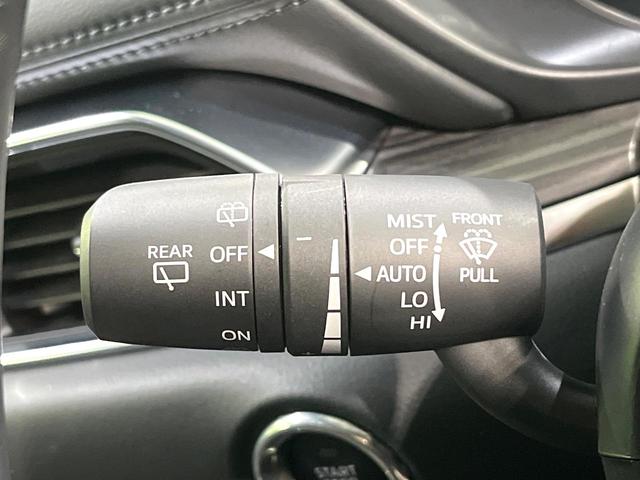 REAR
OFF
INT
ON
MIST
OFF
AUTO
LO
HI
FRONT
PULL
START